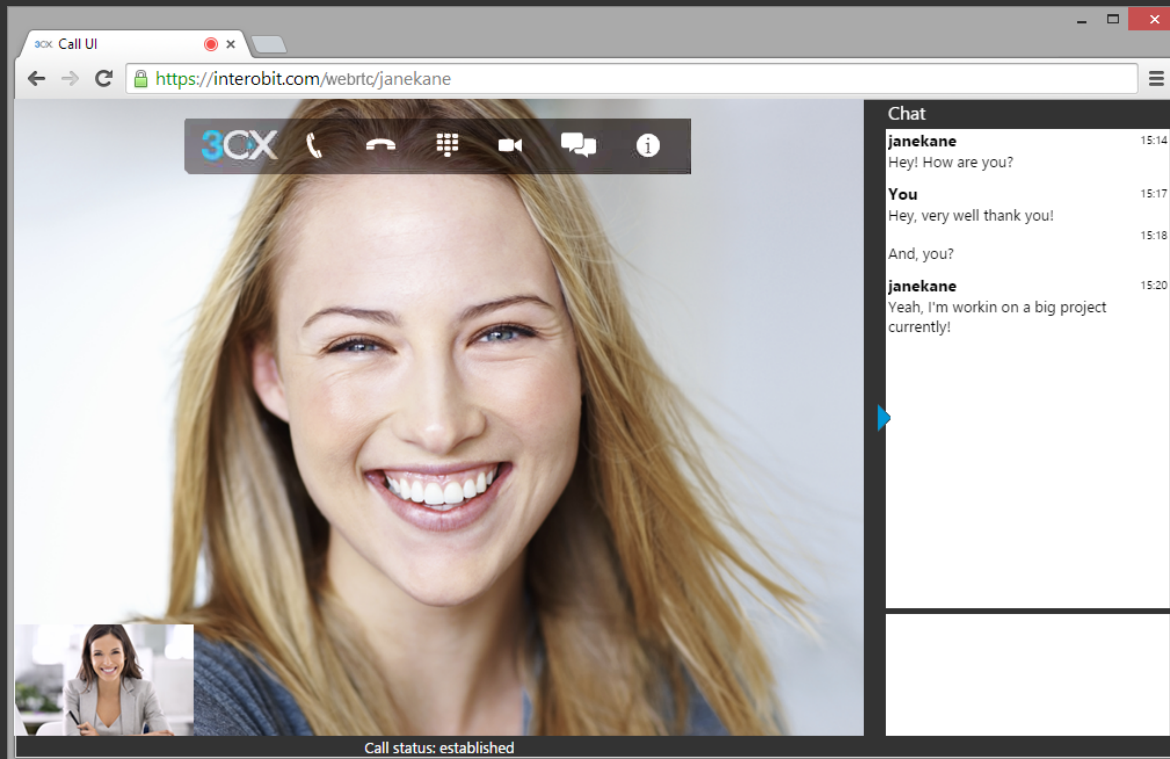 3CX Call UI
https://interobit.com/webrtc/janekane
3CX
Chat
janekane 15:14
Hey! How are you?
You 15:17
Hey, very well thank you!
15:18
And, you?
janekane 15:20
Yeah, I'm workin on a big project
currently!
Call status: established